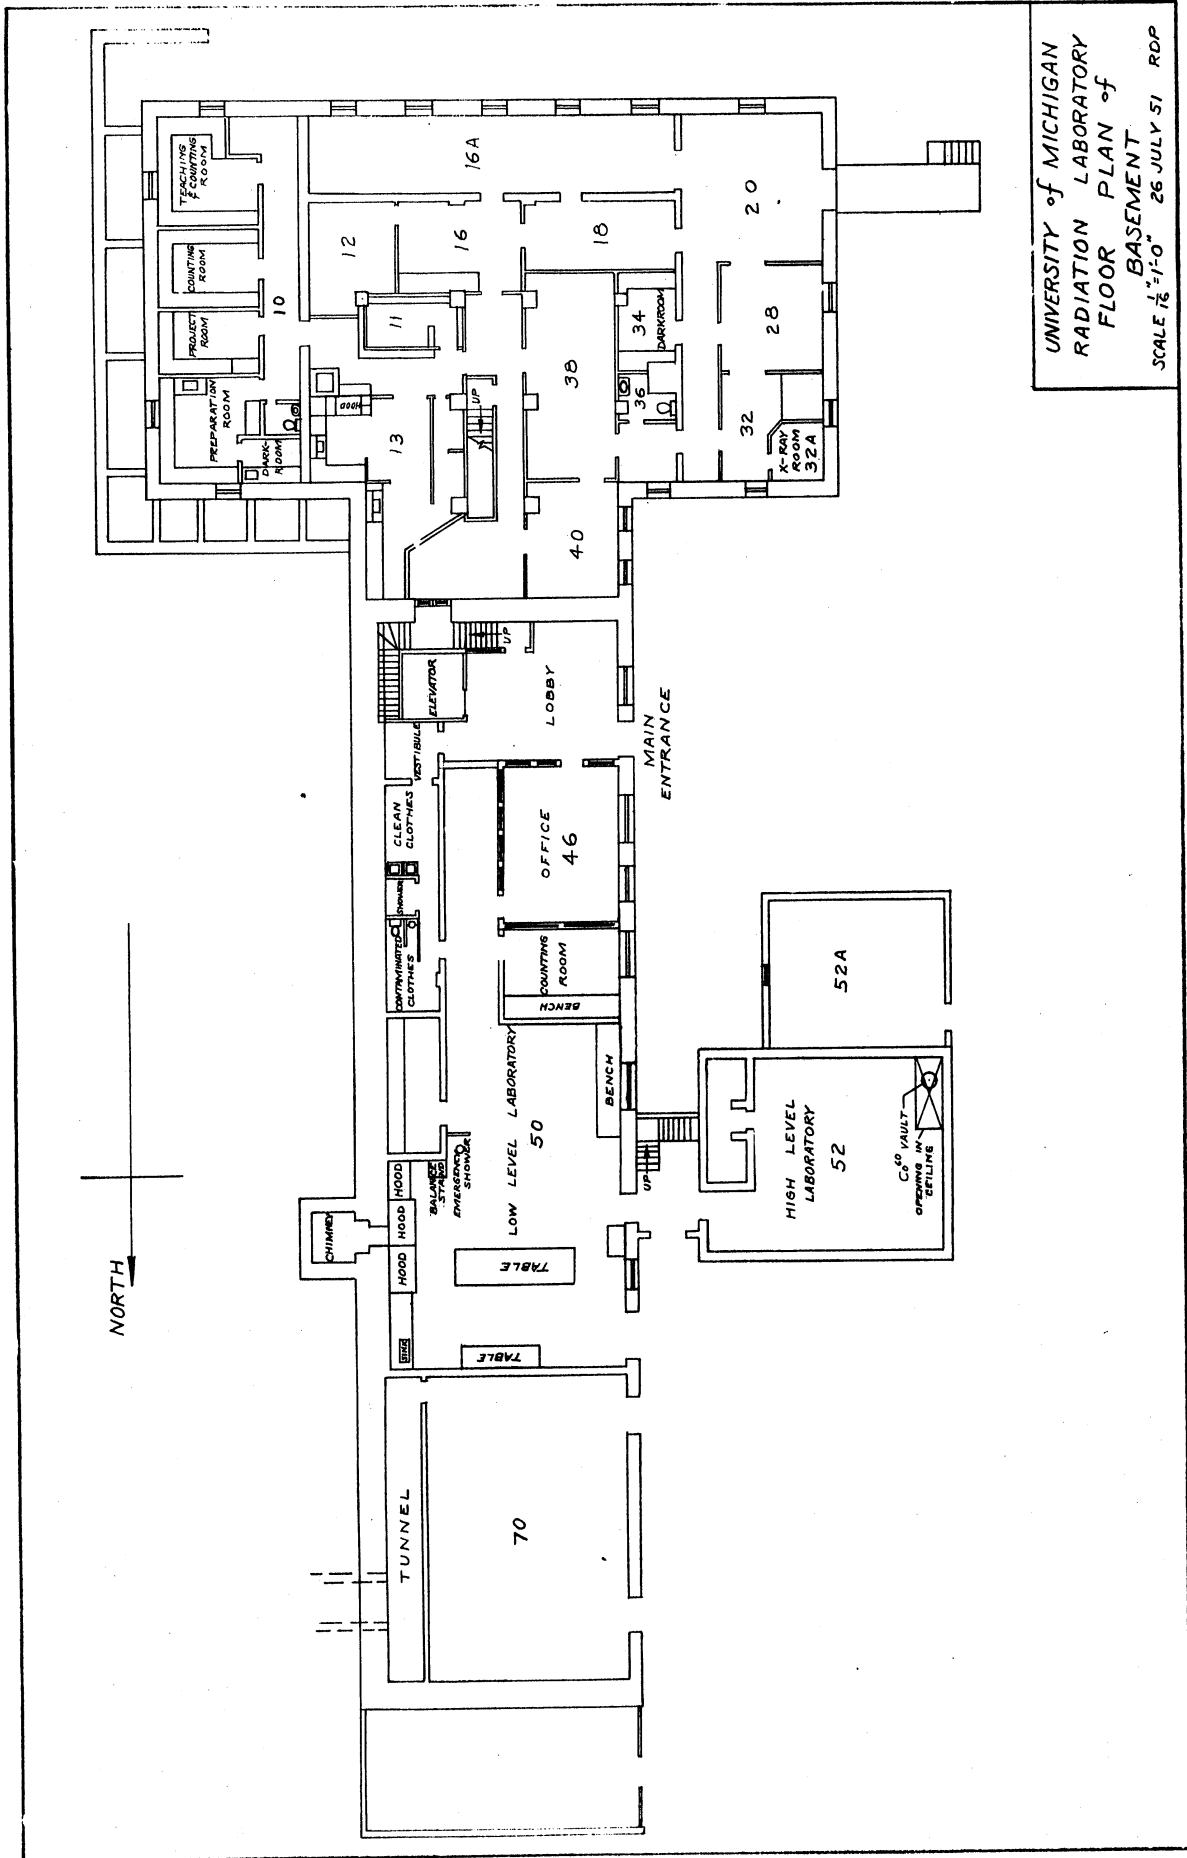 UNIVERSITY of MICHIGAN
RADIATION LABORATORY
FLOOR PLAN of
BASEMENT
SCALE 1/16"=1'-0" 26 JULY 51 RDP
TEACHING
& COUNTING
ROOM
COUNTING
ROOM
PROJECT
ROOM
PREPARATION
ROOM
DARK-
ROOM
10
16A
12
16
11
18
20
HOOD
13
UP
38
34
DARKROOM
36
28
32
X-RAY
ROOM
32A
40
UP
ELEVATOR
LOBBY
VESTIBULE
MAIN
ENTRANCE
CLEAN
CLOTHES
SHOWER
CONTAMINATED
CLOTHES
OFFICE
46
COUNTING
ROOM
BENCH
BENCH
LOW LEVEL LABORATORY
50
HOOD
HOOD
HOOD
BALANCE
STAND
EMERGENCY
SHOWER
CHIMNEY
SINK
TABLE
TABLE
UP
52A
HIGH LEVEL
LABORATORY
52
Co60 VAULT
OPENING IN
CEILING
TUNNEL
70
NORTH